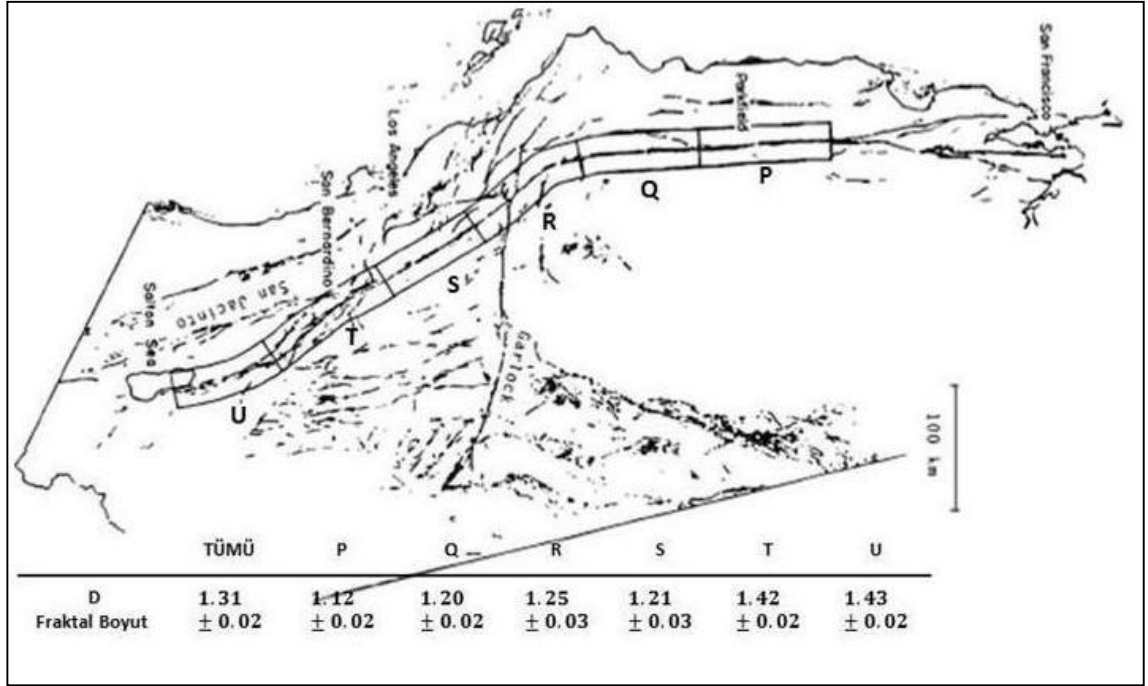 San Francisco
Parkfield
Los Angeles
San Bernardino
San Jacinto
Salton Sea
Garlock
P
Q
R
S
T
U
100 km
TÜMÜ P Q R S T U
D 1.31 1.12 1.20 1.25 1.21 1.42 1.43
Fraktal Boyut ± 0.02 ± 0.02 ± 0.02 ± 0.03 ± 0.03 ± 0.02 ± 0.02